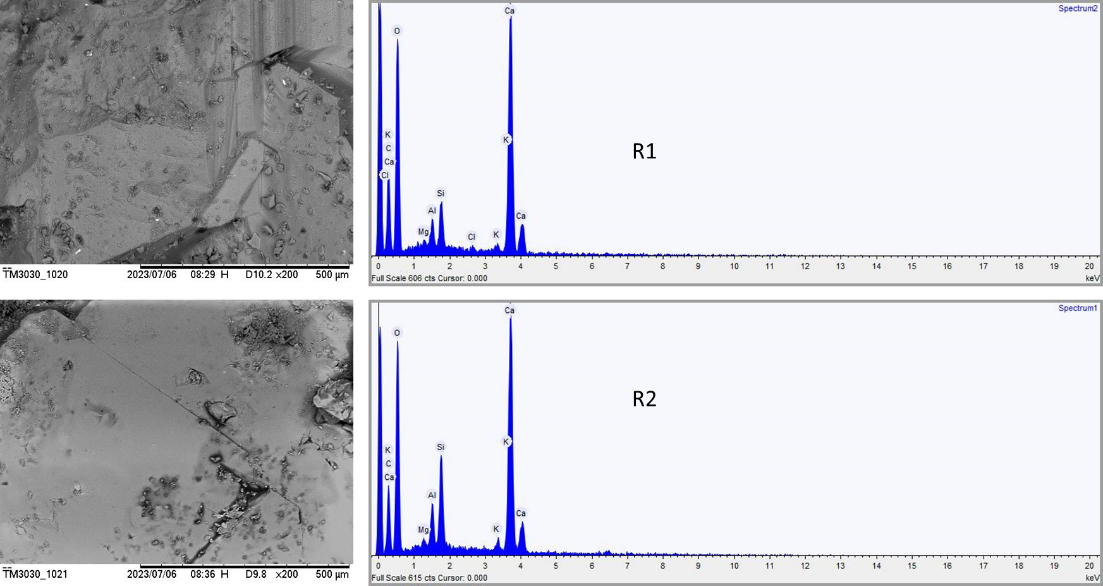 Spectrum2
Ca
O
K
C
Ca
Cl
K
Si
Al
Mg
Cl
K
Ca
R1
0 1 2 3 4 5 6 7 8 9 10 11 12 13 14 15 16 17 18 19 20
Full Scale 606 cts Cursor: 0.000 keV
TM3030_1020 2023/07/06 08:29 H D10.2 x200 500 µm
Spectrum1
Ca
O
K
C
Ca
K
Si
Al
Mg
K
Ca
R2
0 1 2 3 4 5 6 7 8 9 10 11 12 13 14 15 16 17 18 19 20
Full Scale 615 cts Cursor: 0.000 keV
TM3030_1021 2023/07/06 08:36 H D9.8 x200 500 µm